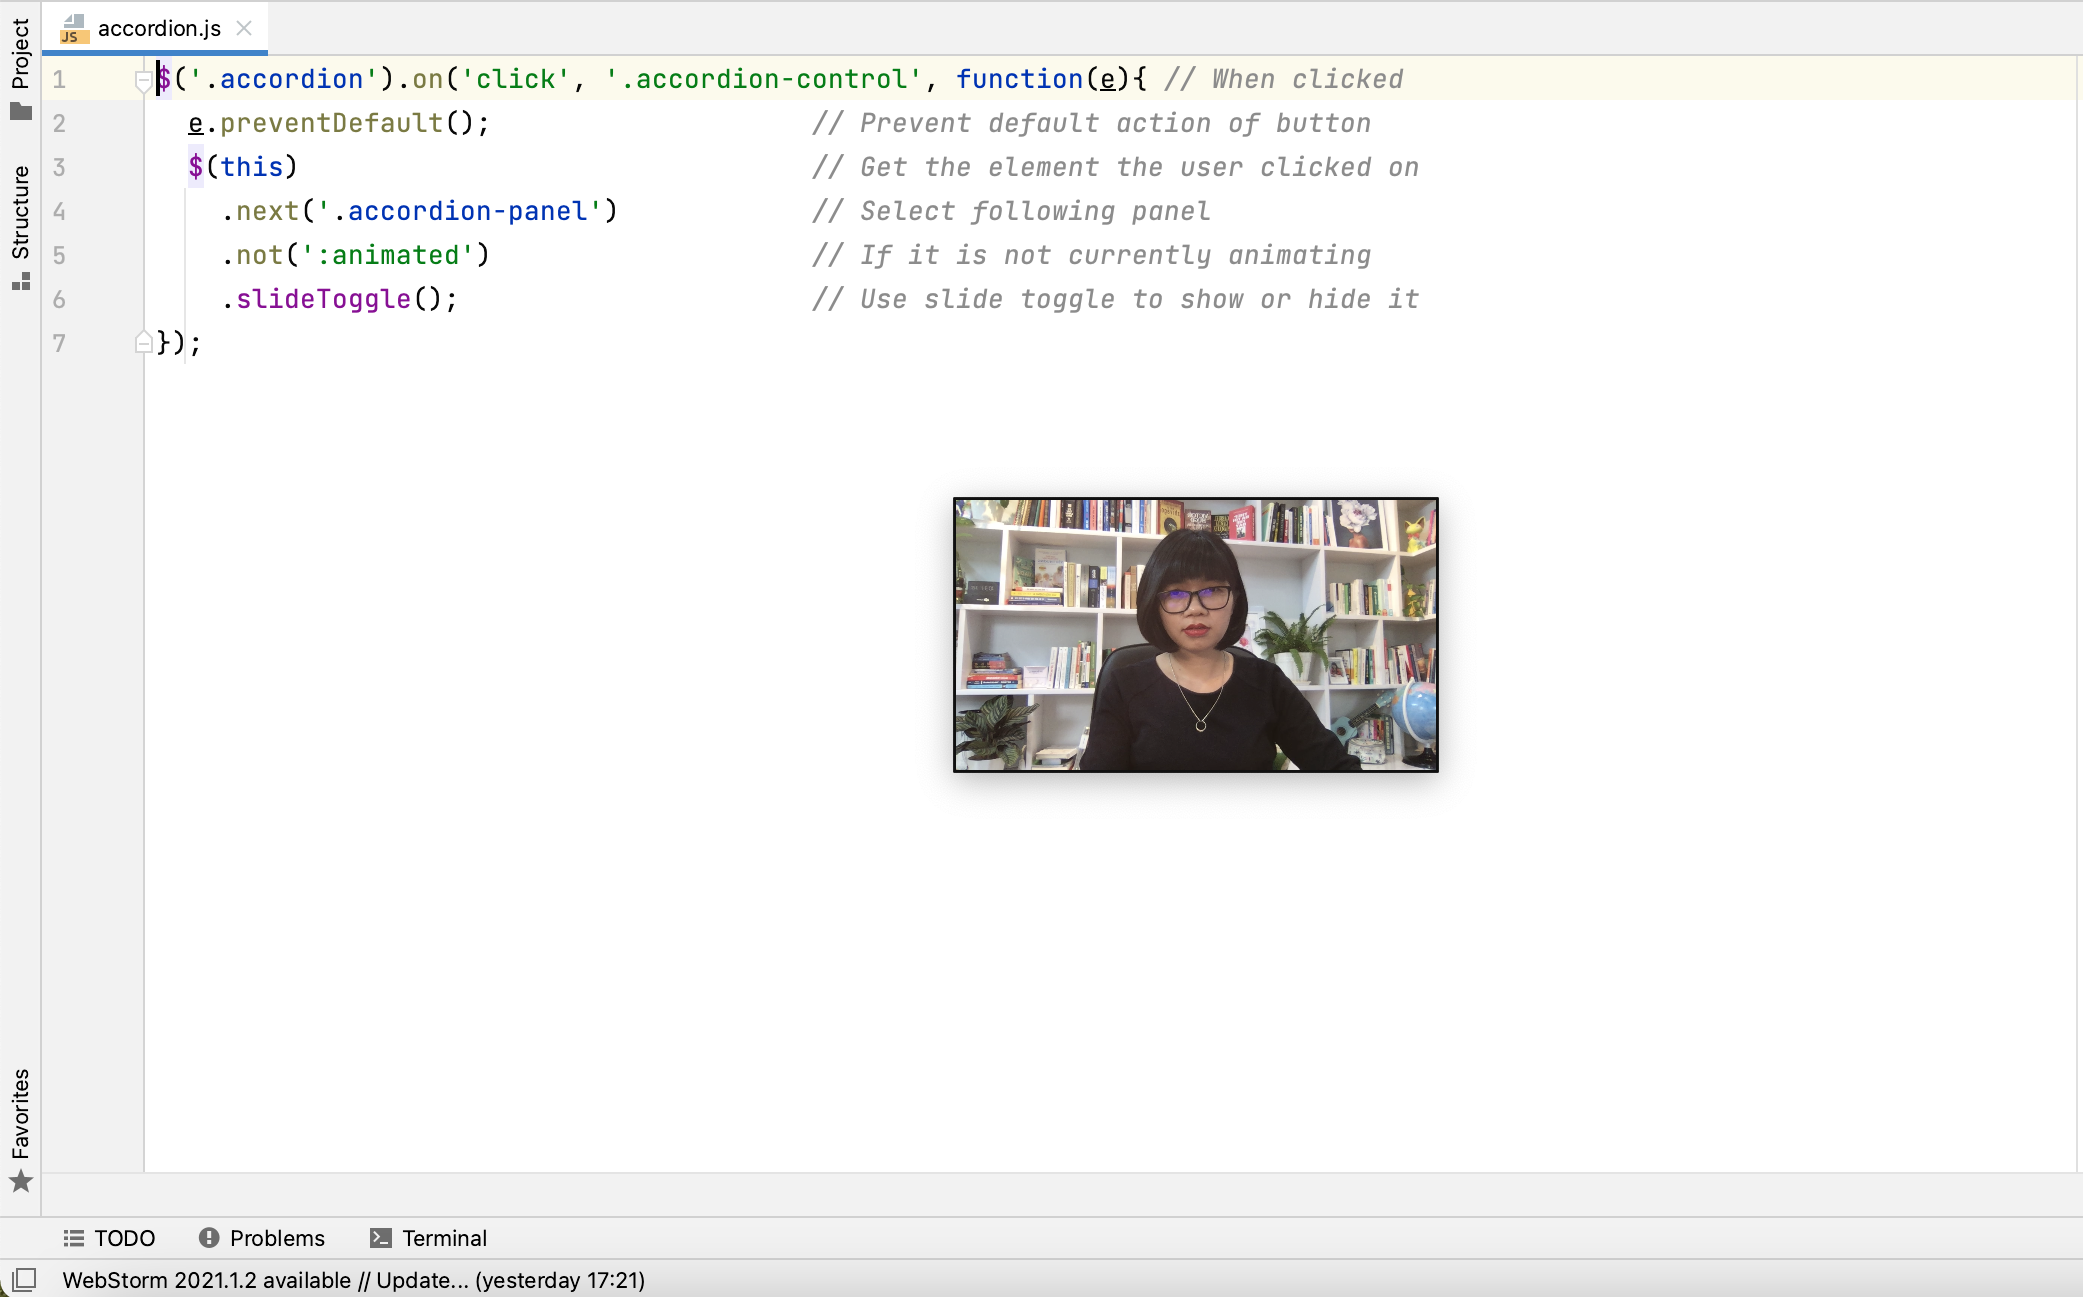 Project
Structure
Favorites
JS accordion.js
1 $('.accordion').on('click', '.accordion-control', function(e){ // When clicked
2 e.preventDefault(); // Prevent default action of button
3 $(this) // Get the element the user clicked on
4 .next('.accordion-panel') // Select following panel
5 .not(':animated') // If it is not currently animating
6 .slideToggle(); // Use slide toggle to show or hide it
7 });
TODO Problems Terminal
WebStorm 2021.1.2 available // Update... (yesterday 17:21)